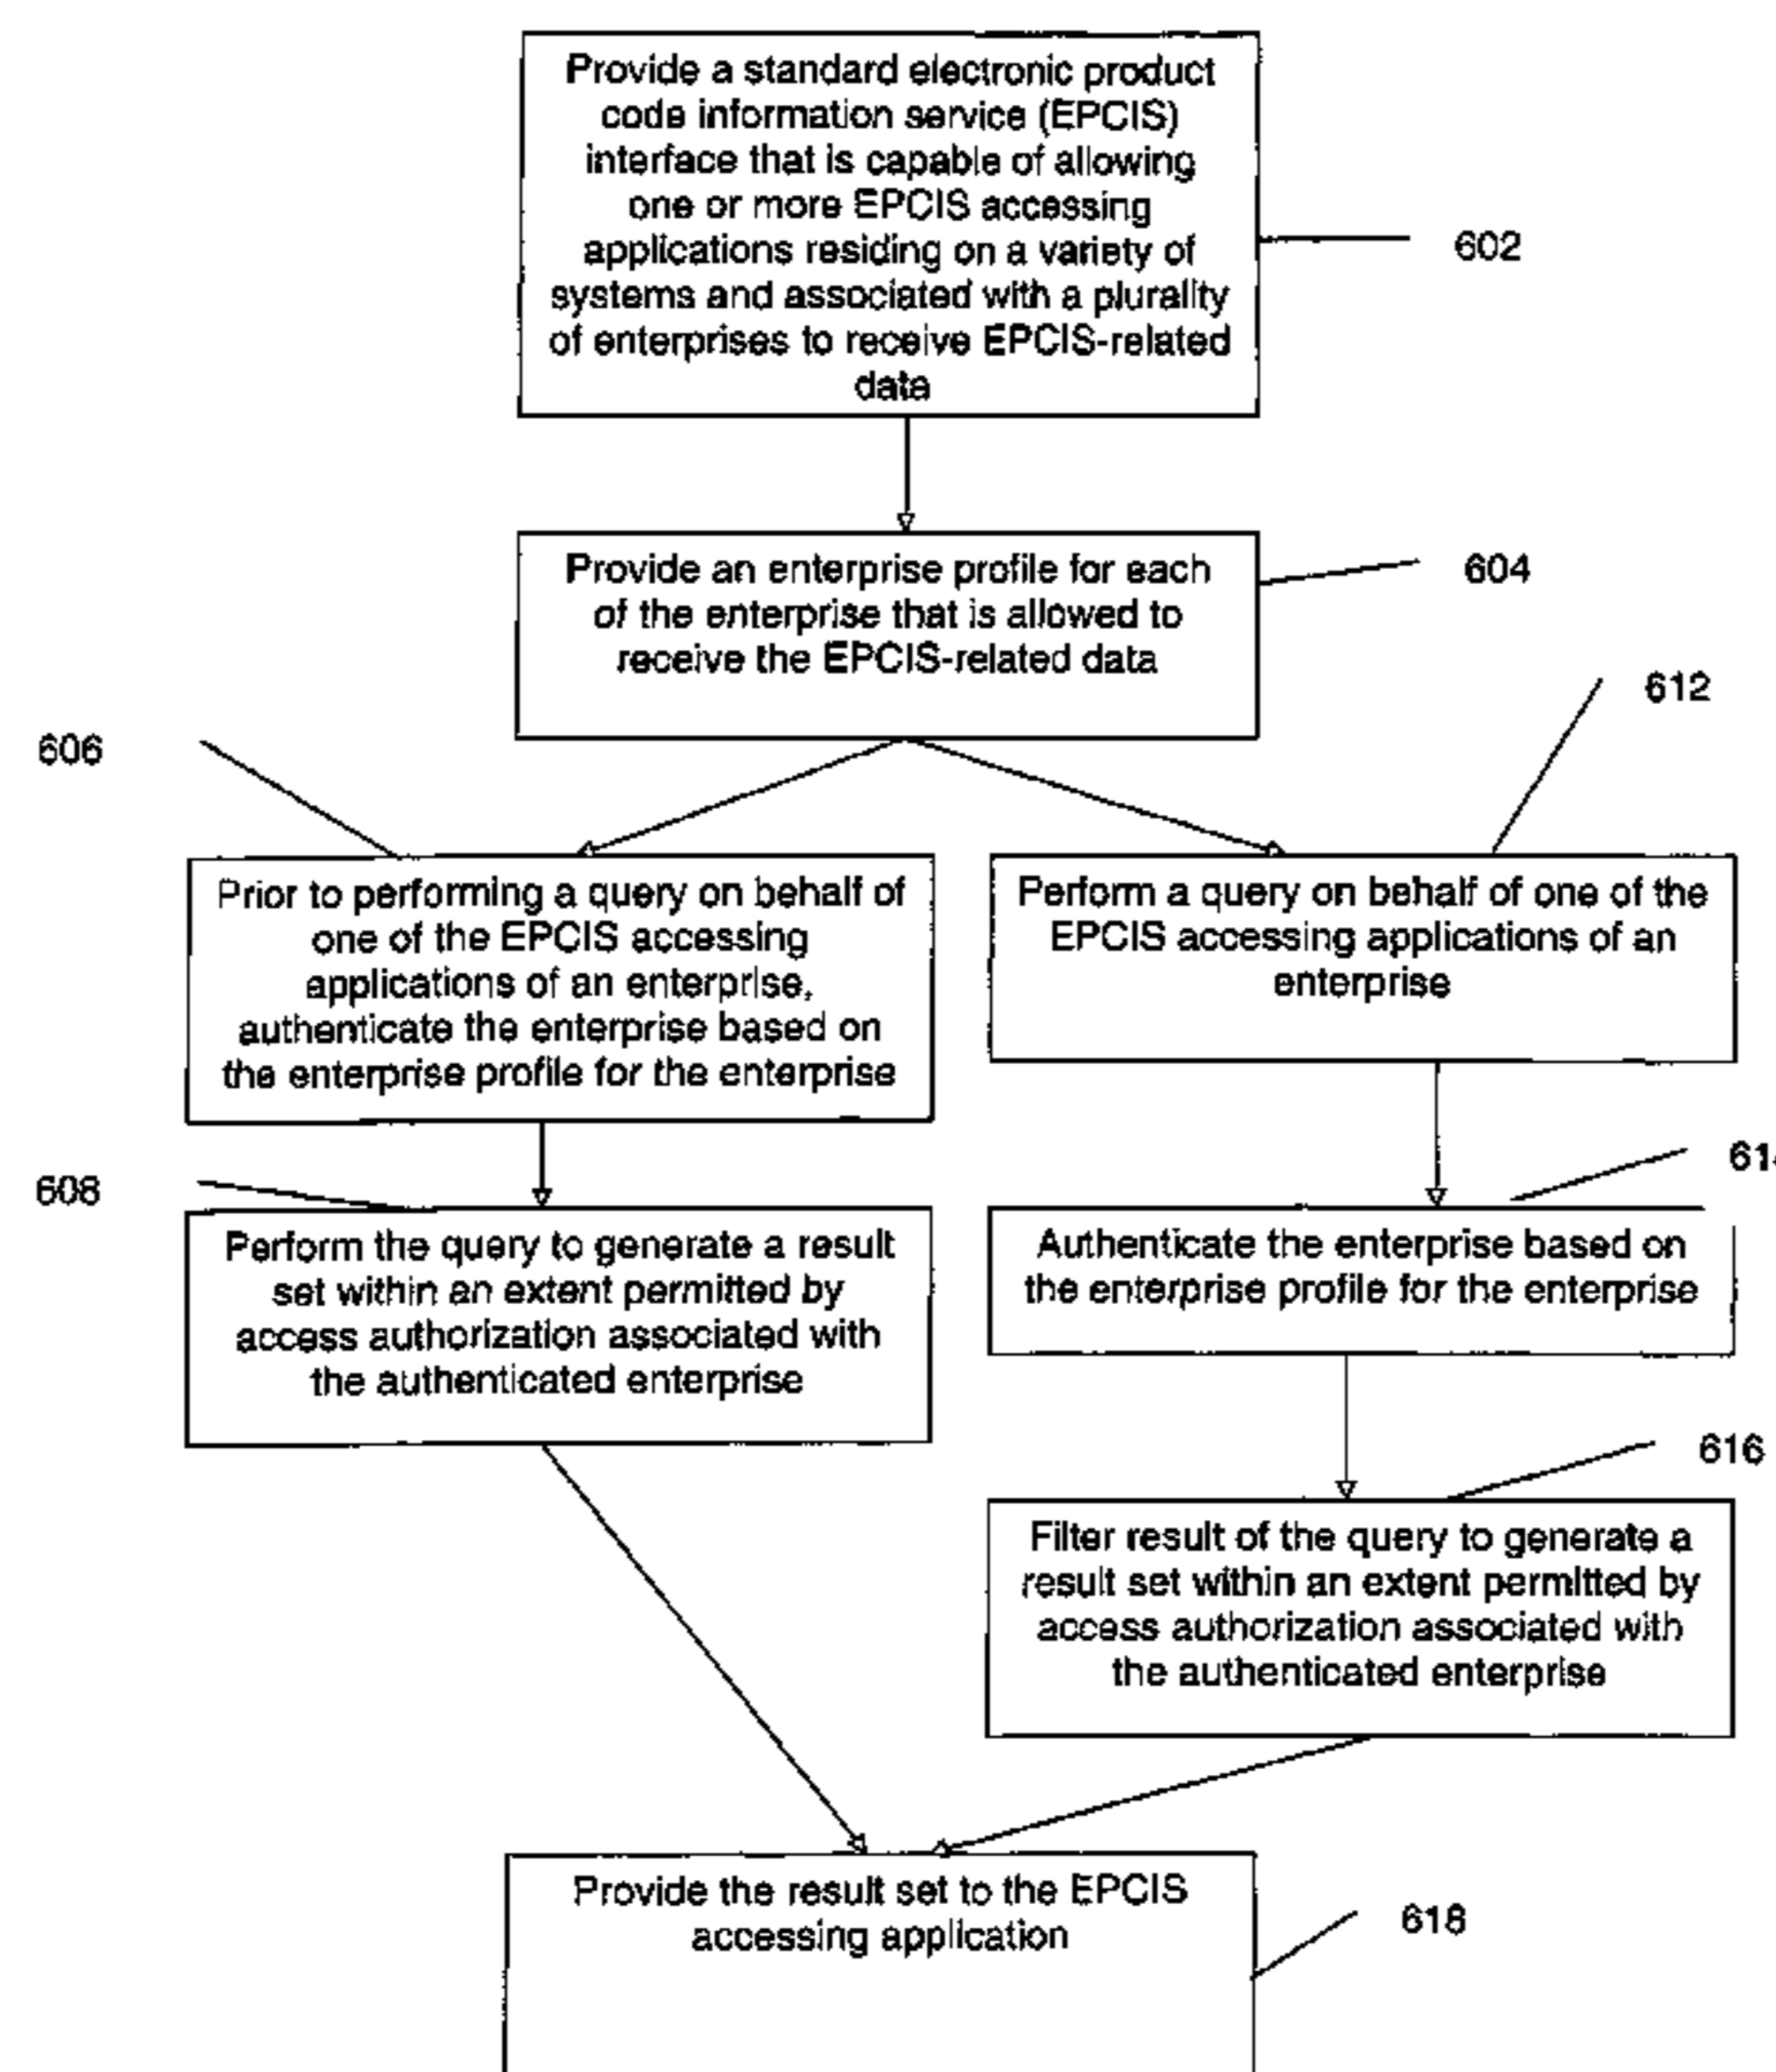 Provide a standard electronic product
code information service (EPCIS)
interface that is capable of allowing
one or more EPCIS accessing
applications residing on a variety of
systems and associated with a plurality
of enterprises to receive EPCIS-related
data
602
Provide an enterprise profile for each
of the enterprise that is allowed to
receive the EPCIS-related data
604
606
612
Prior to performing a query on behalf of
one of the EPCIS accessing
applications of an enterprise,
authenticate the enterprise based on
the enterprise profile for the enterprise
Perform a query on behalf of one of the
EPCIS accessing applications of an
enterprise
608
Perform the query to generate a result
set within an extent permitted by
access authorization associated with
the authenticated enterprise
Authenticate the enterprise based on
the enterprise profile for the enterprise
616
Filter result of the query to generate a
result set within an extent permitted by
access authorization associated with
the authenticated enterprise
Provide the result set to the EPCIS
accessing application
618